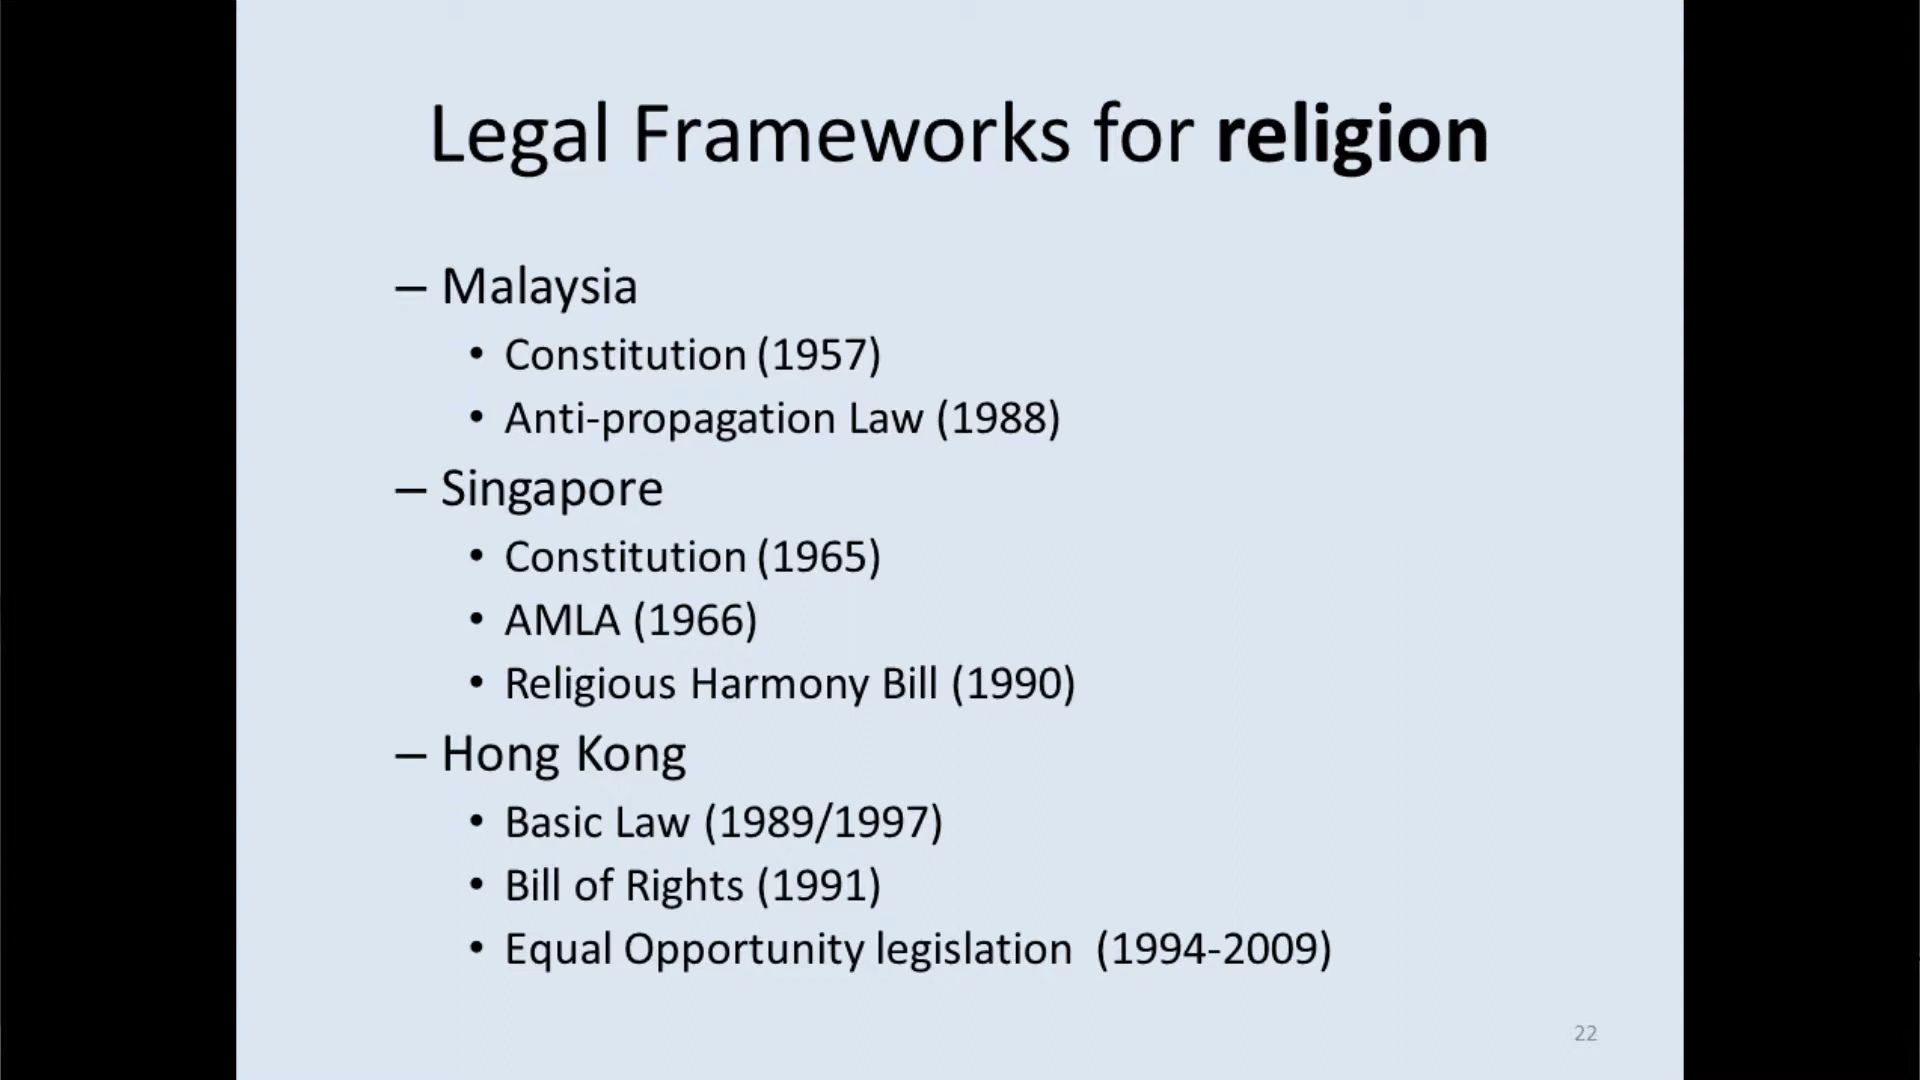 Legal Frameworks for religion
– Malaysia
• Constitution (1957)
• Anti-propagation Law (1988)
– Singapore
• Constitution (1965)
• AMLA (1966)
• Religious Harmony Bill (1990)
– Hong Kong
• Basic Law (1989/1997)
• Bill of Rights (1991)
• Equal Opportunity legislation (1994-2009)
22